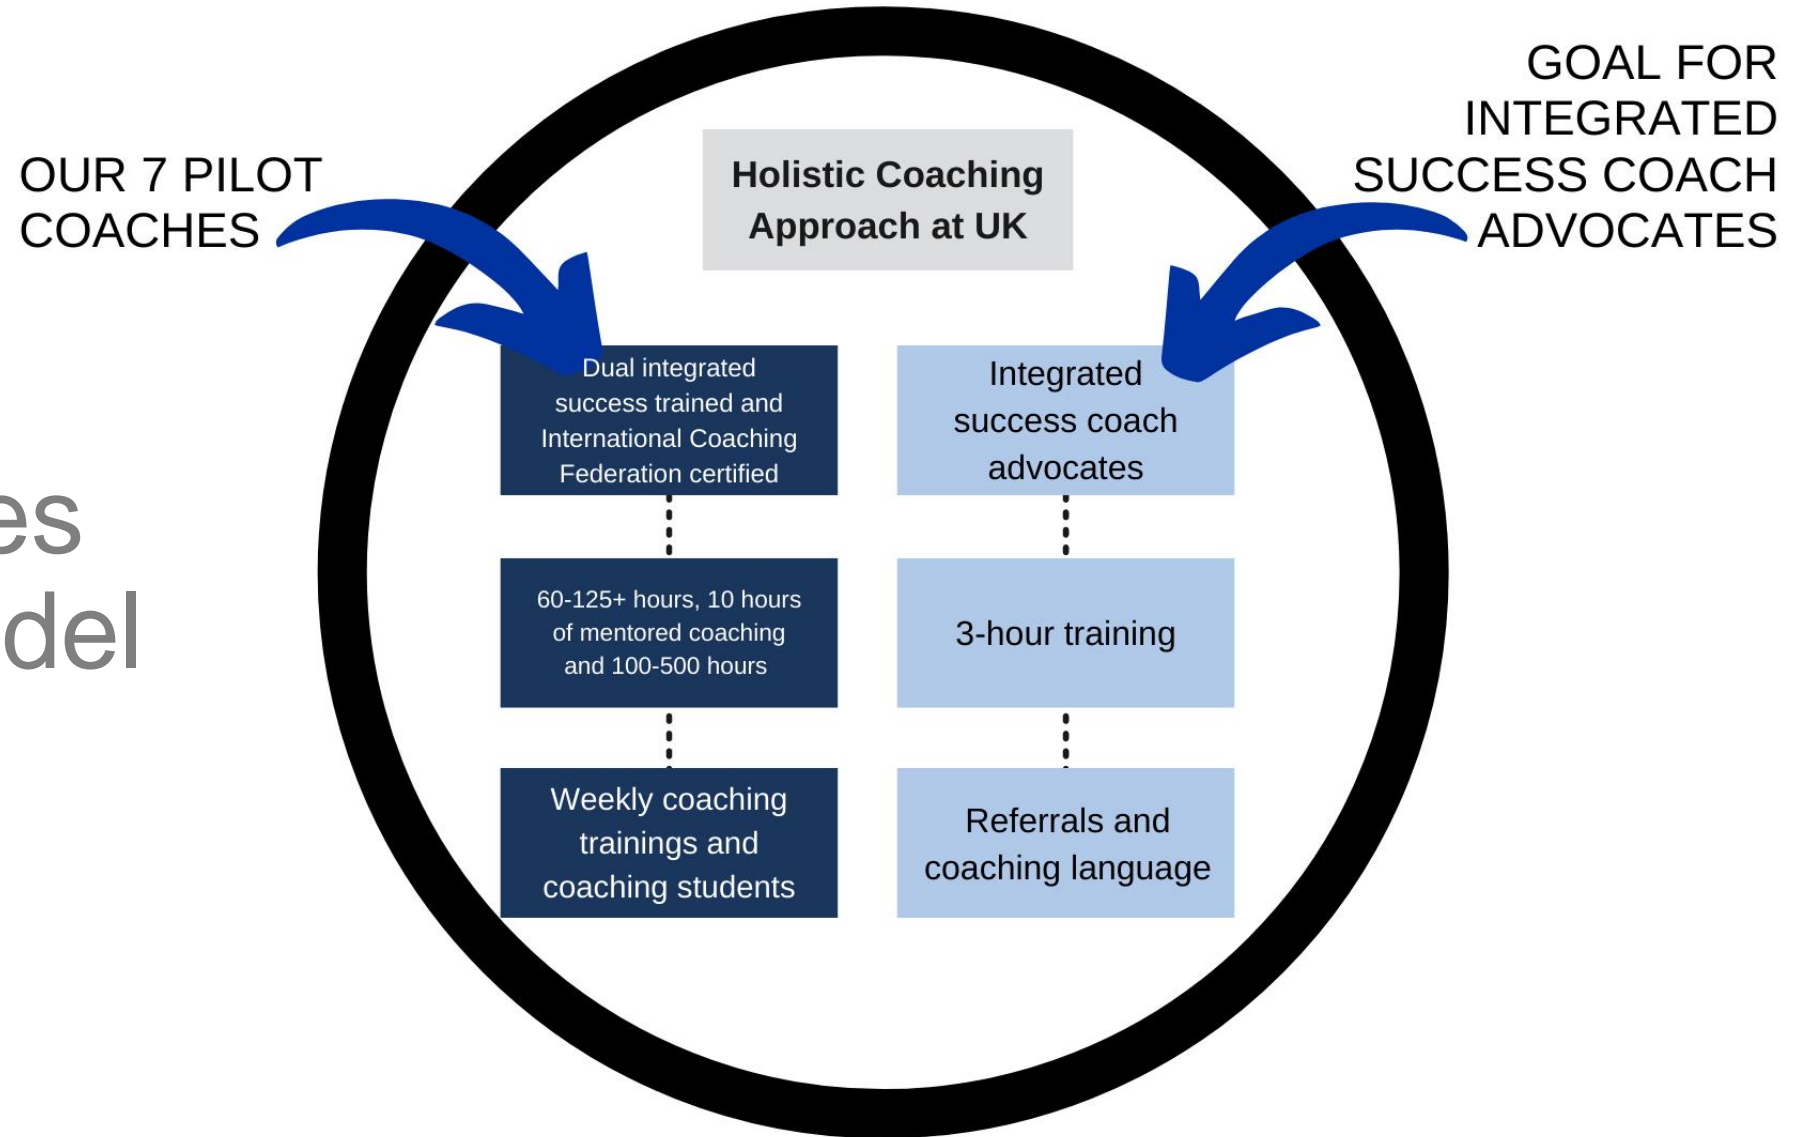 OUR 7 PILOT
COACHES
GOAL FOR
INTEGRATED
SUCCESS COACH
ADVOCATES
Holistic Coaching
Approach at UK
Dual integrated
success trained and
International Coaching
Federation certified
60-125+ hours, 10 hours
of mentored coaching
and 100-500 hours
Weekly coaching
trainings and
coaching students
Integrated
success coach
advocates
3-hour training
Referrals and
coaching language